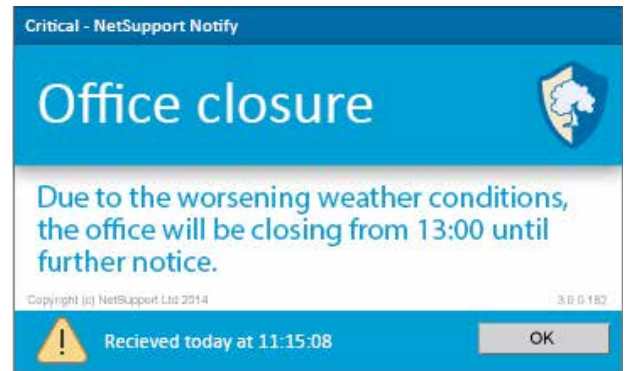 Critical - NetSupport Notify
Office closure
Due to the worsening weather conditions,
the office will be closing from 13:00 until
further notice.
Copyright (c) NetSupport Ltd 2014 3.0.0.182
Recieved today at 11:15:08 OK